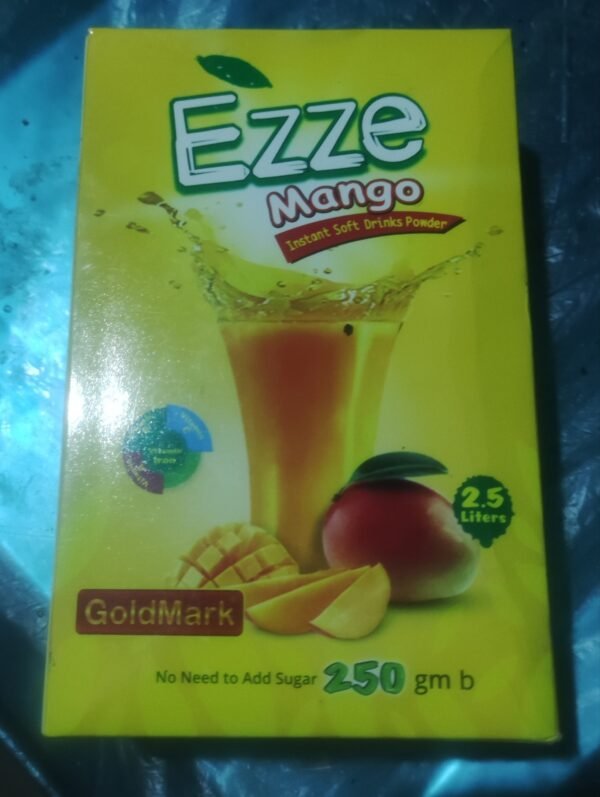 Ezze
Mango
Instant Soft Drinks Powder
2.5
Liters
GoldMark
No Need to Add Sugar 250 gm b